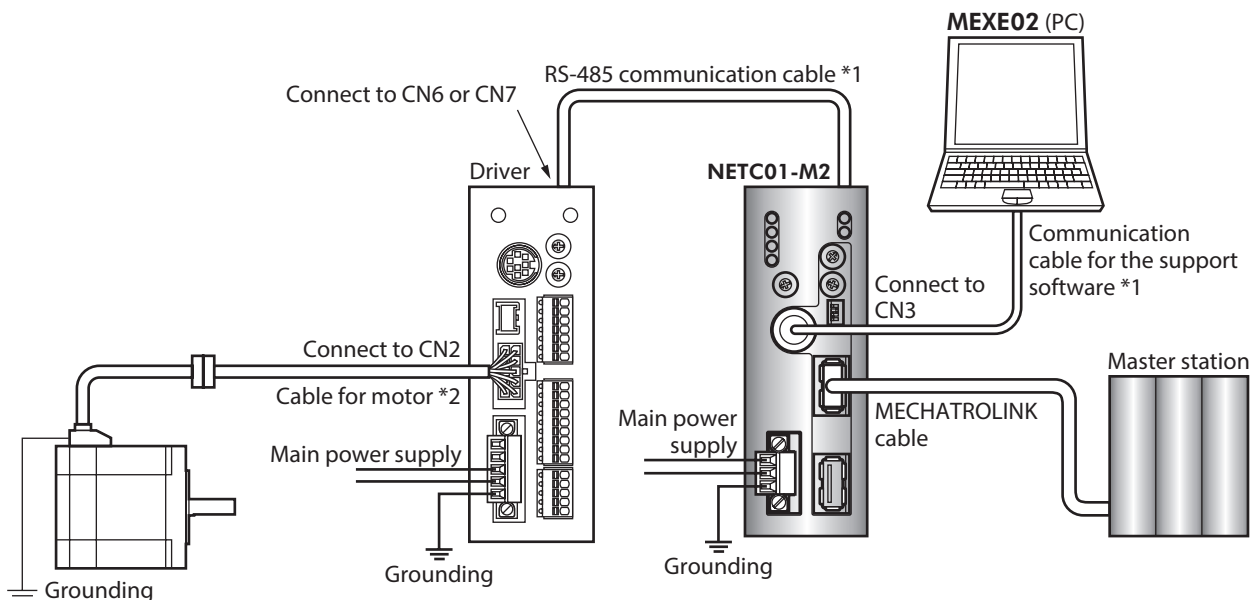 MEXE02 (PC)
RS-485 communication cable *1
Connect to CN6 or CN7
Driver
NETC01-M2
Communication
cable for the support
software *1
Connect to
CN3
Connect to CN2
Cable for motor *2
Master station
MECHATROLINK
cable
Main power
supply
Main power supply
Grounding
Grounding
Grounding